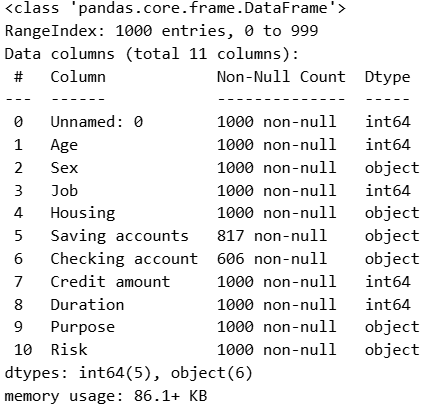 <class 'pandas.core.frame.DataFrame'>
RangeIndex: 1000 entries, 0 to 999
Data columns (total 11 columns):
 #   Column            Non-Null Count  Dtype
---  ------            --------------  -----
 0   Unnamed: 0        1000 non-null   int64
 1   Age               1000 non-null   int64
 2   Sex               1000 non-null   object
 3   Job               1000 non-null   int64
 4   Housing           1000 non-null   object
 5   Saving accounts   817 non-null    object
 6   Checking account  606 non-null    object
 7   Credit amount     1000 non-null   int64
 8   Duration          1000 non-null   int64
 9   Purpose           1000 non-null   object
 10  Risk              1000 non-null   object
dtypes: int64(5), object(6)
memory usage: 86.1+ KB